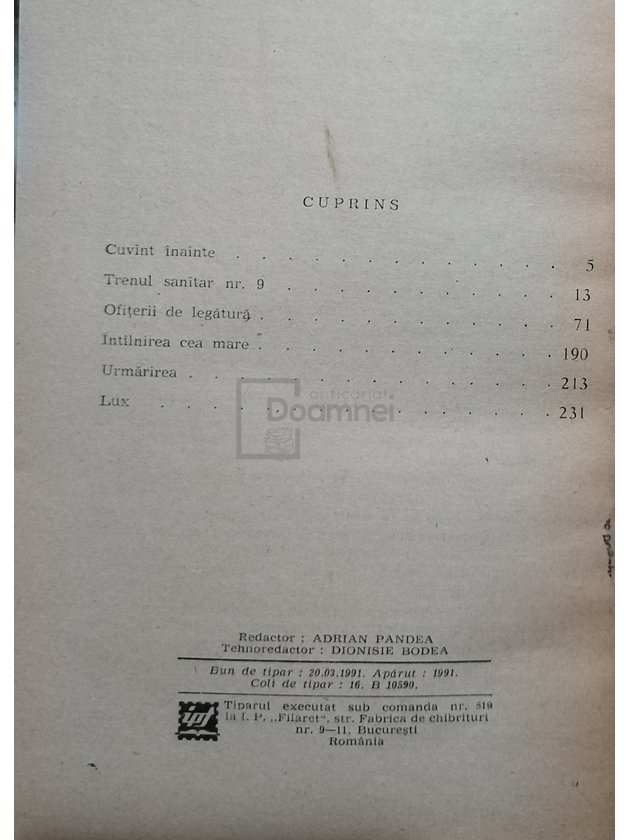 CUPRINS
Cuvînt înainte . . . . . . . . . . . . 5
Trenul sanitar nr. 9 . . . . . . . . . . . 13
Ofițerii de legătură . . . . . . . . . . . . 71
Intîlnirea cea mare . . . . . . . . . . . . 190
Urmărirea . . . . . . . . . . . . . . 213
Lux . . . . . . . . . . . . . . . 231
anticariat
Doamnei
Redactor : ADRIAN PANDEA
Tehnoredactor : DIONISIE BODEA
Bun de tipar : 20.03.1991. Apărut : 1991.
Coli de tipar : 16. B 10590.
ipf
Tiparul executat sub comanda nr. 519
la I. P. „Filaret", str. Fabrica de chibrituri
nr. 9—11, București
România